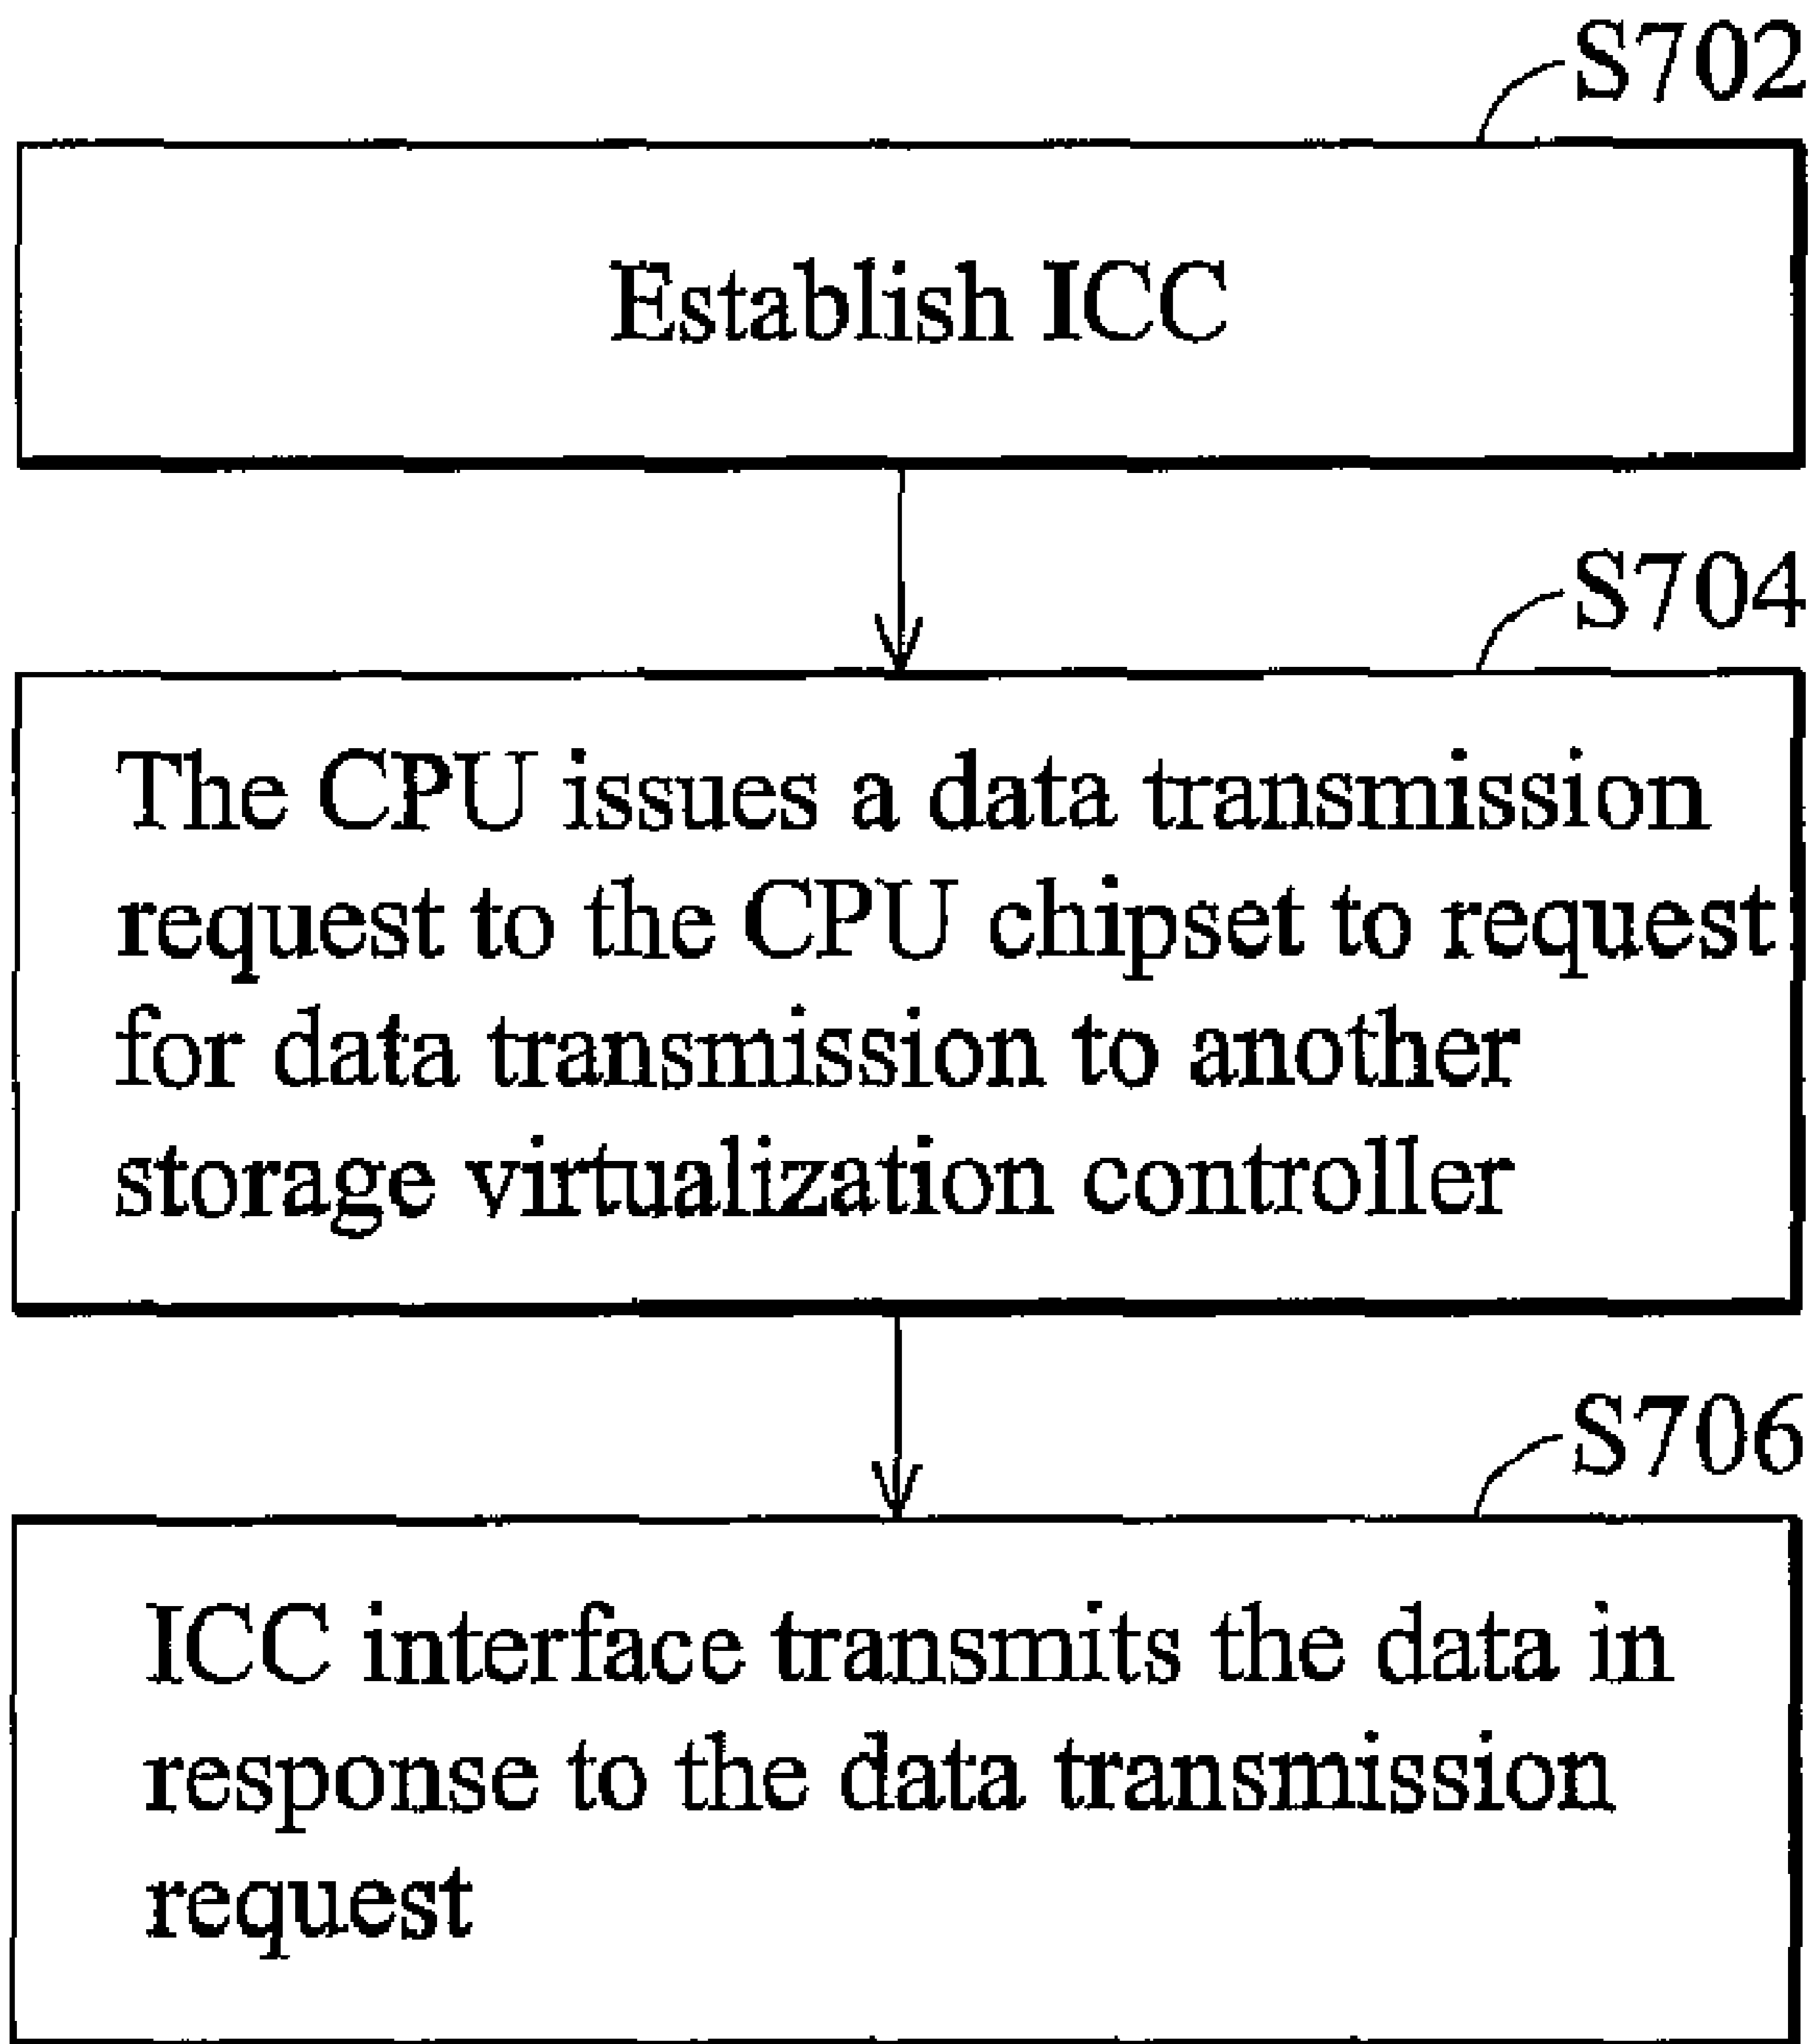 S702
Establish ICC
S704
The CPU issues a data transmission
request to the CPU chipset to request
for data transmission to another
storage virtualization controller
S706
ICC interface transmits the data in
response to the data transmission
request